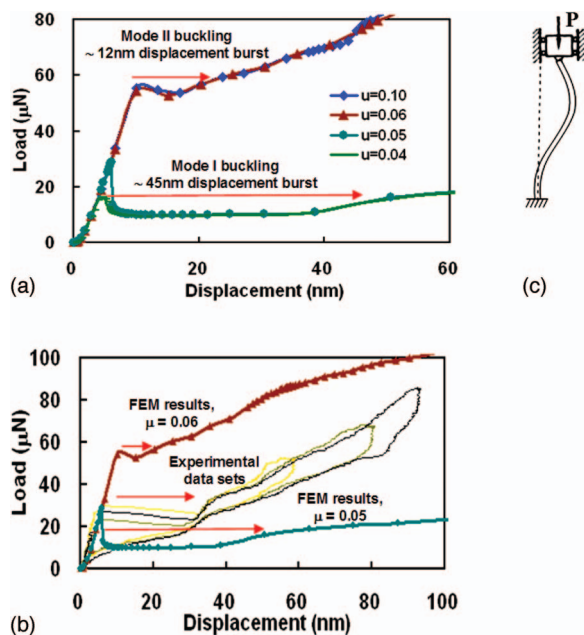 80
Mode II buckling
~ 12nm displacement burst
60
u=0.10
Load (μN)
40
u=0.06
u=0.05
Mode I buckling
~ 45nm displacement burst
u=0.04
20
0
0 20 40 60
(a) Displacement (nm)
P
(c)
100
80
FEM results,
μ = 0.06
Load (μN)
60
Experimental
data sets
40
FEM results,
μ = 0.05
20
0
0 20 40 60 80 100
(b) Displacement (nm)